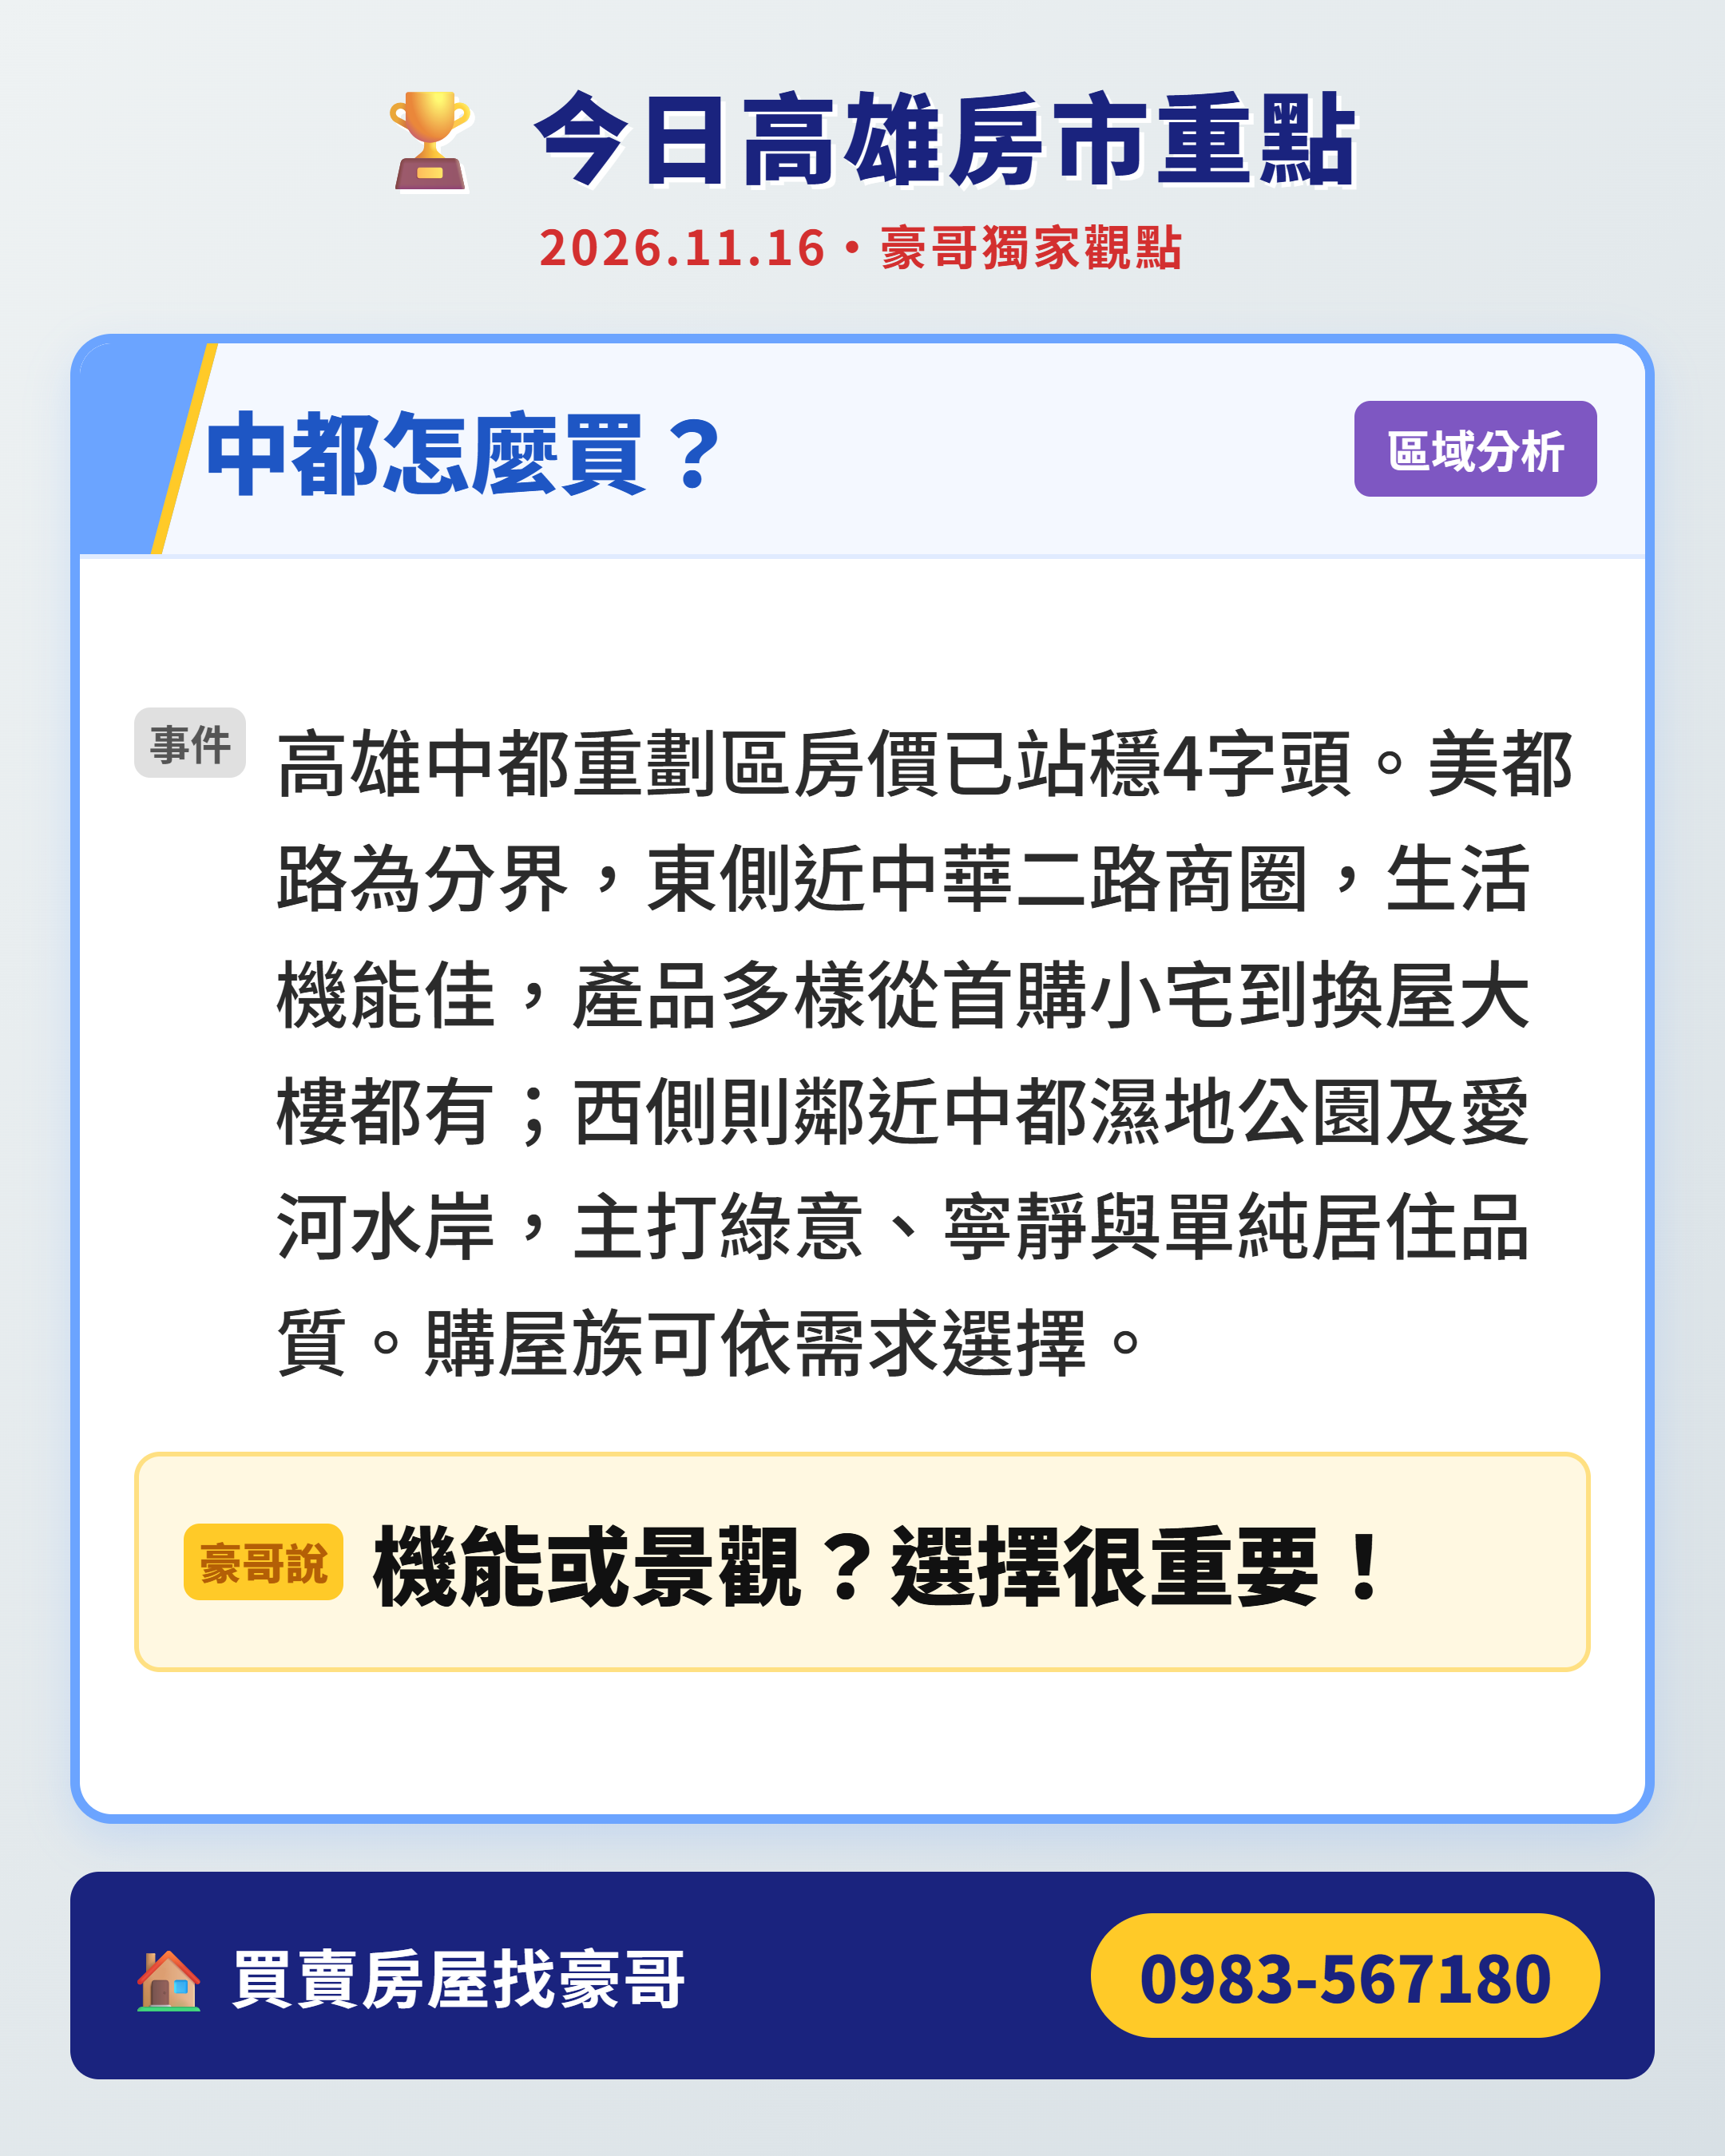 今日高雄房市重點
2026.11.16・豪哥獨家觀點
中都怎麼買？
區域分析
事件
高雄中都重劃區房價已站穩4字頭。美都
路為分界，東側近中華二路商圈，生活
機能佳，產品多樣從首購小宅到換屋大
樓都有；西側則鄰近中都濕地公園及愛
河水岸，主打綠意、寧靜與單純居住品
質。購屋族可依需求選擇。
豪哥說
機能或景觀？選擇很重要！
買賣房屋找豪哥
0983-567180